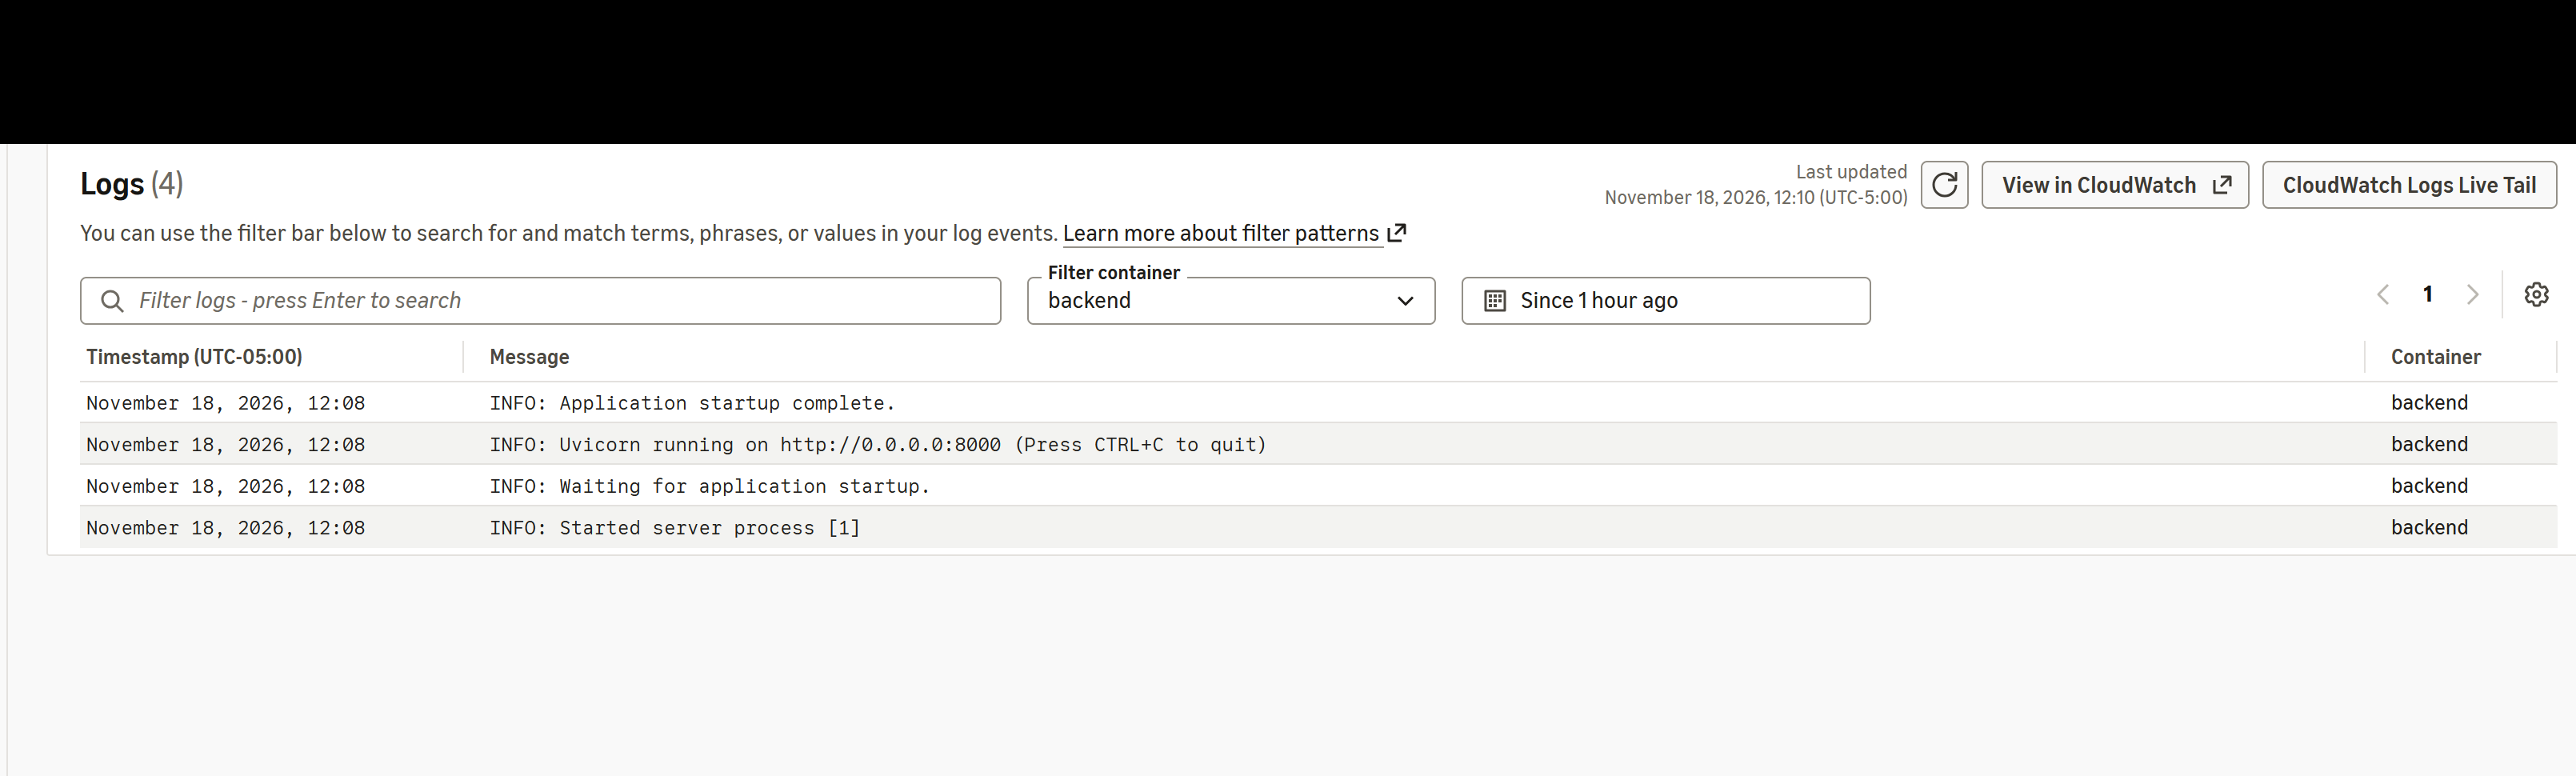 Logs (4)
Last updated
November 18, 2026, 12:10 (UTC-5:00)
View in CloudWatch
CloudWatch Logs Live Tail
You can use the filter bar below to search for and match terms, phrases, or values in your log events. Learn more about filter patterns
Filter logs - press Enter to search
Filter container
backend
Since 1 hour ago
1
Timestamp (UTC-05:00) Message Container
November 18, 2026, 12:08 INFO: Application startup complete. backend
November 18, 2026, 12:08 INFO: Uvicorn running on http://0.0.0.0:8000 (Press CTRL+C to quit) backend
November 18, 2026, 12:08 INFO: Waiting for application startup. backend
November 18, 2026, 12:08 INFO: Started server process [1] backend